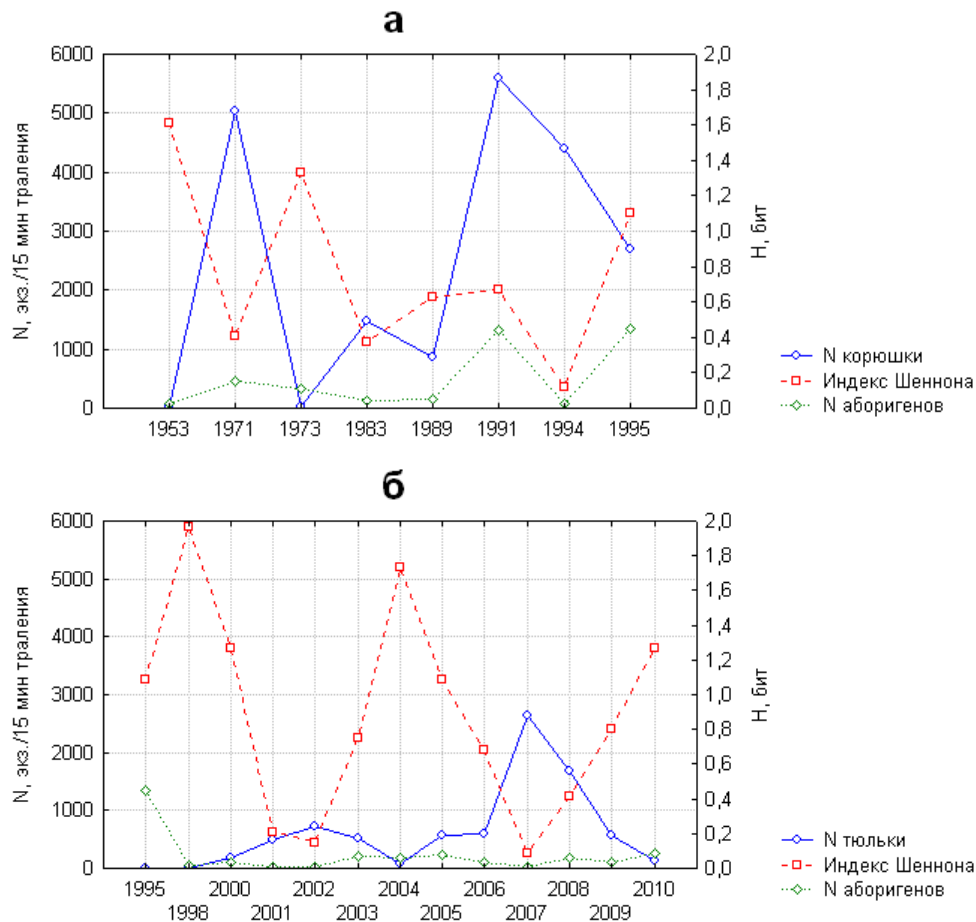 а
6000 2,0
1,8
5000 1,6
4000 1,4
1,2
3000 1,0
0,8
2000 0,6
1000 0,4
0,2
0 0,0
N, экз./15 мин траления
Н, бит
1953 1971 1973 1983 1989 1991 1994 1995
N корюшки
Индекс Шеннона
N аборигенов
б
6000 2,0
1,8
5000 1,6
4000 1,4
1,2
3000 1,0
0,8
2000 0,6
1000 0,4
0,2
0 0,0
N, экз./15 мин траления
Н, бит
1995 2000 2002 2004 2006 2008 2010
1998 2001 2003 2005 2007 2009
N тюльки
Индекс Шеннона
N аборигенов